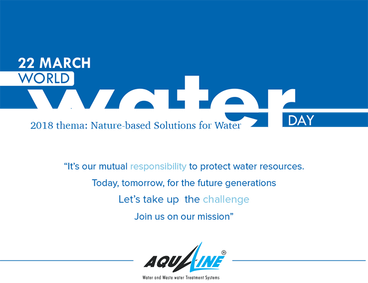 22 MARCH
WORLD
water
DAY
2018 thema: Nature-based Solutions for Water
“It’s our mutual responsibility to protect water resources.
Today, tomorrow, for the future generations
Let’s take up the challenge
Join us on our mission”
AQUALINE®
Water and Waste water Treatment Systems